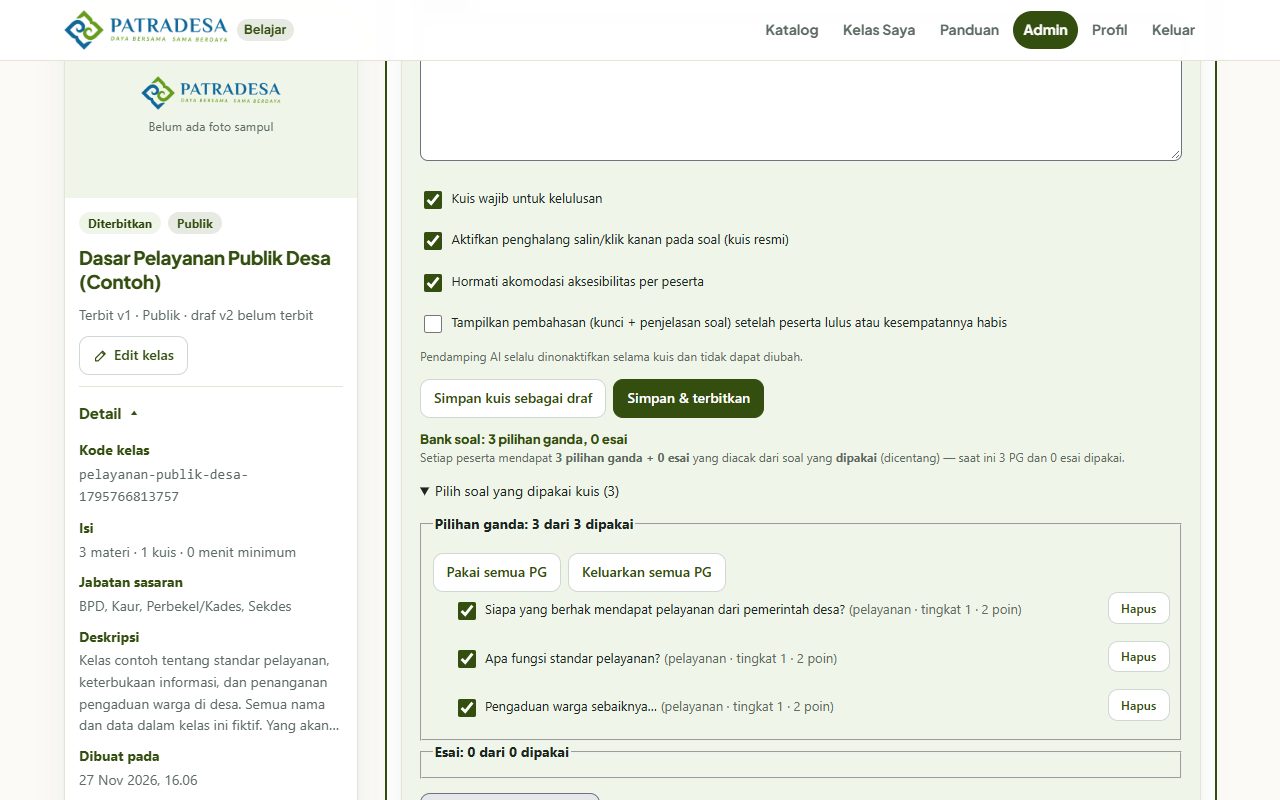 PATRADESA
DAYA BERSAMA SAMA BERDAYA
Belajar
Katalog
Kelas Saya
Panduan
Admin
Profil
Keluar
PATRADESA
DAYA BERSAMA SAMA BERDAYA
Belum ada foto sampul
Diterbitkan
Publik
Dasar Pelayanan Publik Desa
(Contoh)
Terbit v1 · Publik · draf v2 belum terbit
Edit kelas
Detail
Kode kelas
pelayanan-publik-desa-
1795766813757
Isi
3 materi · 1 kuis · 0 menit minimum
Jabatan sasaran
BPD, Kaur, Perbekel/Kades, Sekdes
Deskripsi
Kelas contoh tentang standar pelayanan,
keterbukaan informasi, dan penanganan
pengaduan warga di desa. Semua nama
dan data dalam kelas ini fiktif. Yang akan...
Dibuat pada
27 Nov 2026, 16.06
Kuis wajib untuk kelulusan
Aktifkan penghalang salin/klik kanan pada soal (kuis resmi)
Hormati akomodasi aksesibilitas per peserta
Tampilkan pembahasan (kunci + penjelasan soal) setelah peserta lulus atau kesempatannya habis
Pendamping AI selalu dinonaktifkan selama kuis dan tidak dapat diubah.
Simpan kuis sebagai draf
Simpan & terbitkan
Bank soal: 3 pilihan ganda, 0 esai
Setiap peserta mendapat 3 pilihan ganda + 0 esai yang diacak dari soal yang dipakai (dicentang) — saat ini 3 PG dan 0 esai dipakai.
Pilih soal yang dipakai kuis (3)
Pilihan ganda: 3 dari 3 dipakai
Pakai semua PG
Keluarkan semua PG
Siapa yang berhak mendapat pelayanan dari pemerintah desa? (pelayanan · tingkat 1 · 2 poin)
Hapus
Apa fungsi standar pelayanan? (pelayanan · tingkat 1 · 2 poin)
Hapus
Pengaduan warga sebaiknya... (pelayanan · tingkat 1 · 2 poin)
Hapus
Esai: 0 dari 0 dipakai